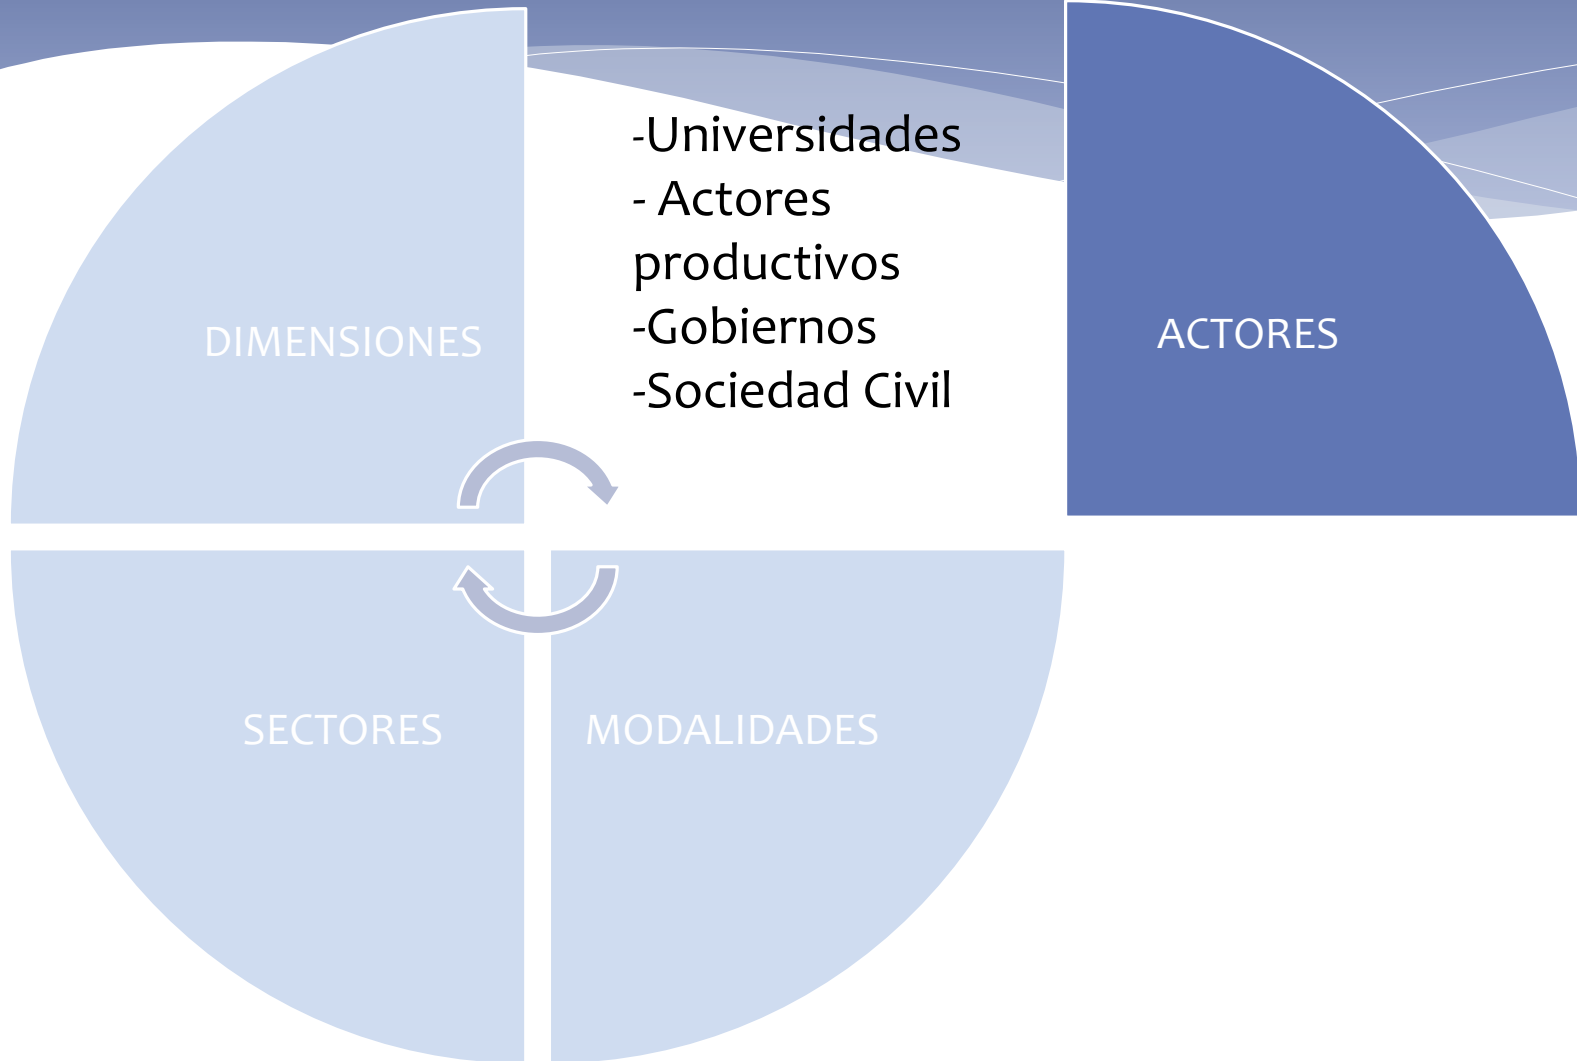 -Universidades
- Actores
productivos
-Gobiernos
-Sociedad Civil
DIMENSIONES
ACTORES
SECTORES
MODALIDADES